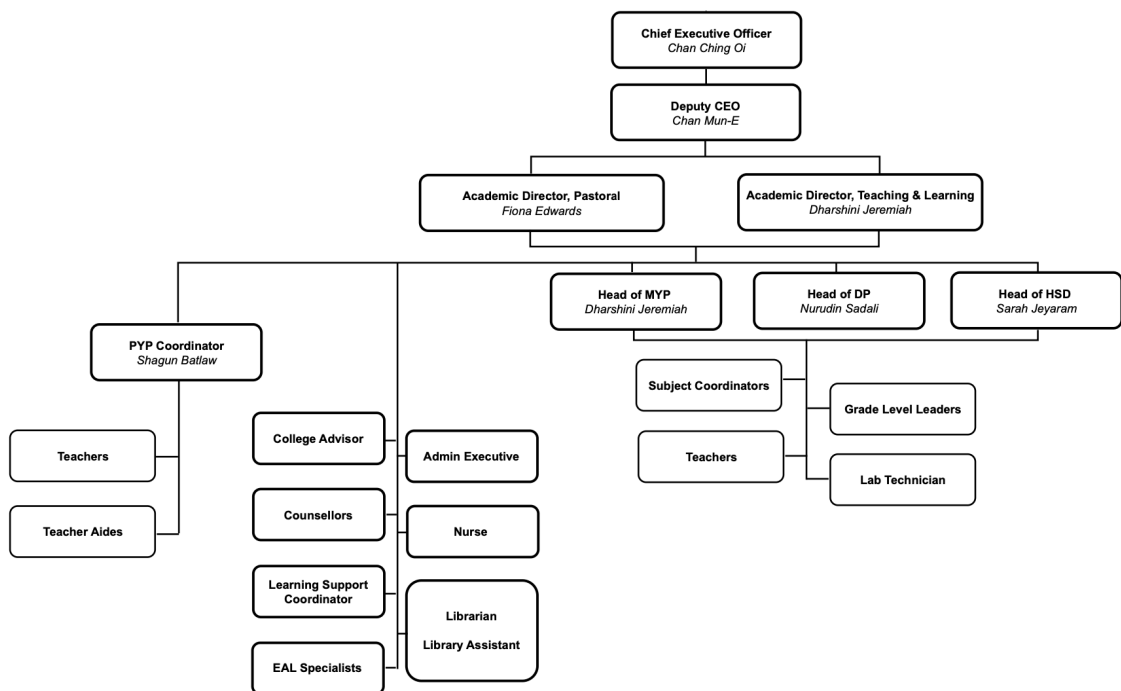 Chief Executive Officer
Chan Ching Oi
Deputy CEO
Chan Mun-E
Academic Director, Pastoral
Fiona Edwards
Academic Director, Teaching & Learning
Dharshini Jeremiah
Head of MYP
Dharshini Jeremiah
Head of DP
Nurudin Sadali
Head of HSD
Sarah Jeyaram
PYP Coordinator
Shagun Batlaw
Teachers
Teacher Aides
College Advisor
Admin Executive
Counsellors
Nurse
Learning Support
Coordinator
Librarian
Library Assistant
EAL Specialists
Subject Coordinators
Grade Level Leaders
Teachers
Lab Technician